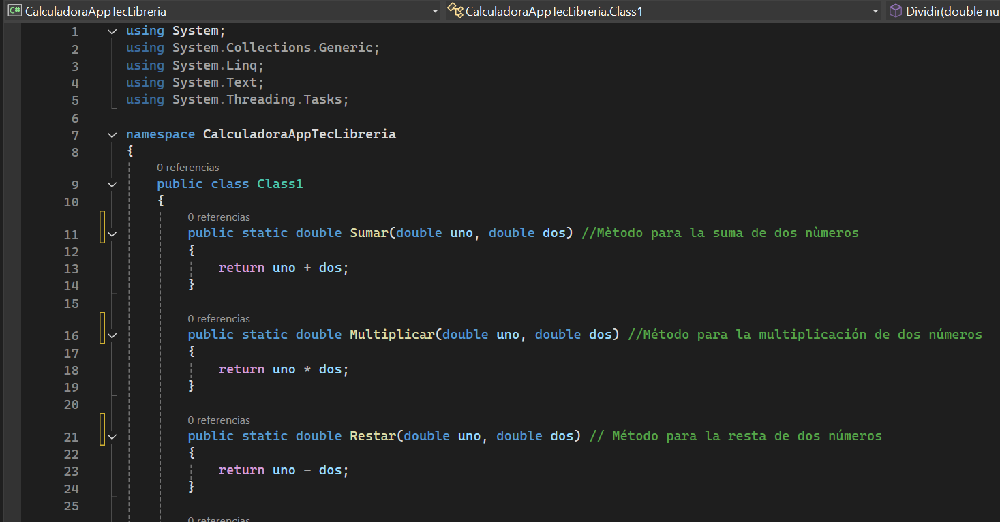 CalculadoraAppTecLibreria CalculadoraAppTecLibreria.Class1 Dividir(double nu
1 using System;
2 using System.Collections.Generic;
3 using System.Linq;
4 using System.Text;
5 using System.Threading.Tasks;
6
7 namespace CalculadoraAppTecLibreria
8 {
0 referencias
9 public class Class1
10 {
0 referencias
11 public static double Sumar(double uno, double dos) //Mètodo para la suma de dos nùmeros
12 {
13 return uno + dos;
14 }
15
0 referencias
16 public static double Multiplicar(double uno, double dos) //Método para la multiplicación de dos números
17 {
18 return uno * dos;
19 }
20
0 referencias
21 public static double Restar(double uno, double dos) // Método para la resta de dos números
22 {
23 return uno - dos;
24 }
25
0 referencias